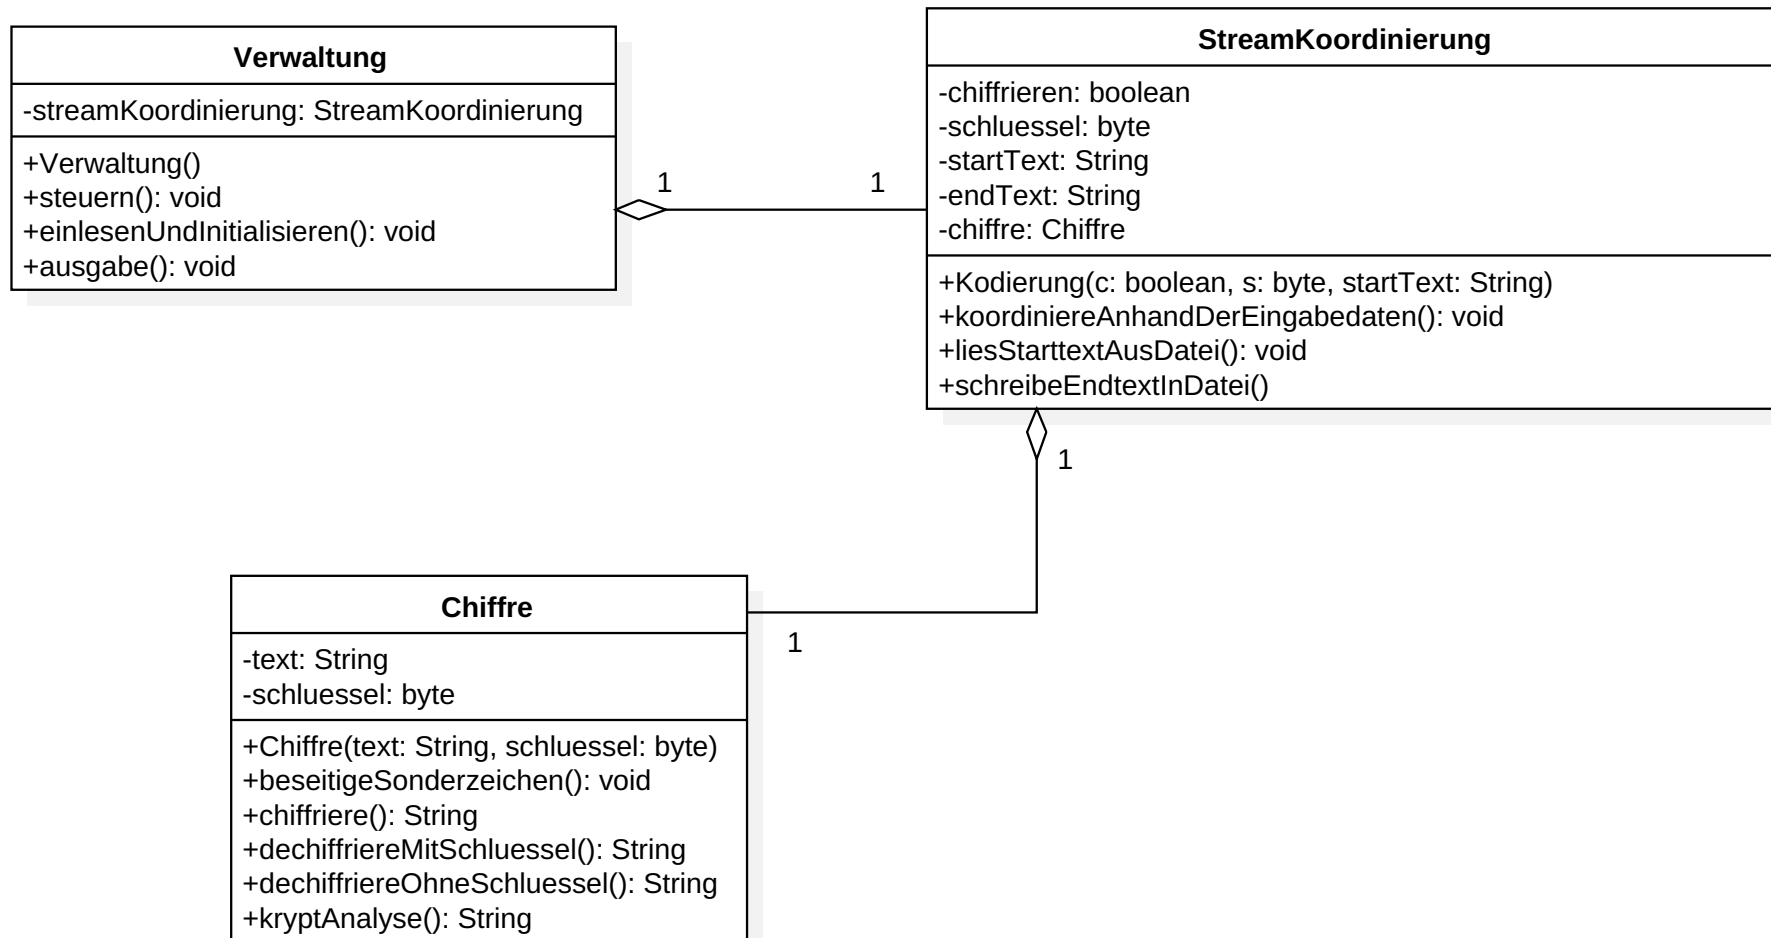 Verwaltung
-streamKoordinierung: StreamKoordinierung
+Verwaltung()
+steuern(): void
+einlesenUndInitialisieren(): void
+ausgabe(): void
1
1
StreamKoordinierung
-chiffrieren: boolean
-schluessel: byte
-startText: String
-endText: String
-chiffre: Chiffre
+Kodierung(c: boolean, s: byte, startText: String)
+koordiniereAnhandDerEingabedaten(): void
+liesStarttextAusDatei(): void
+schreibeEndtextInDatei()
1
1
Chiffre
-text: String
-schluessel: byte
+Chiffre(text: String, schluessel: byte)
+beseitigeSonderzeichen(): void
+chiffriere(): String
+dechiffriereMitSchluessel(): String
+dechiffriereOhneSchluessel(): String
+kryptAnalyse(): String